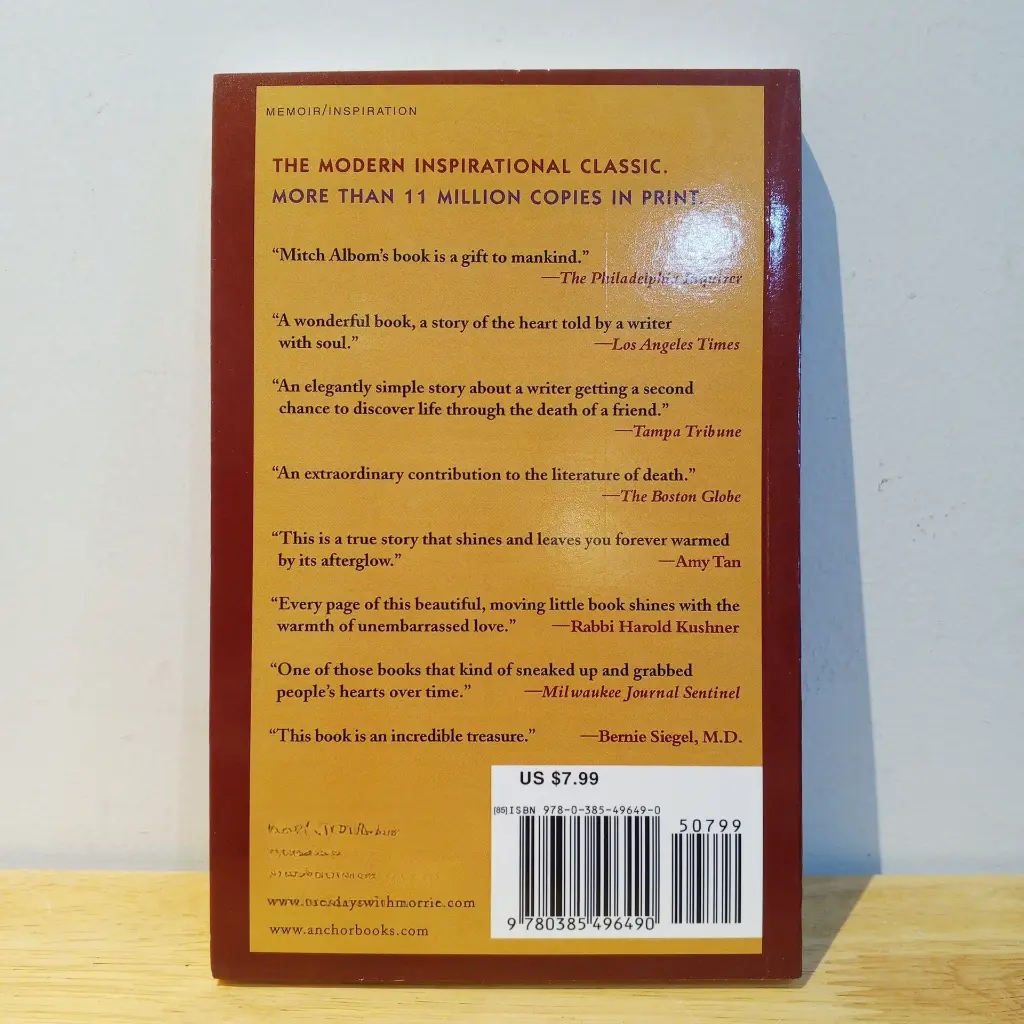 MEMOIR/INSPIRATION
THE MODERN INSPIRATIONAL CLASSIC.
MORE THAN 11 MILLION COPIES IN PRINT.
“Mitch Albom’s book is a gift to mankind.”
—The Philadelphia Inquirer
“A wonderful book, a story of the heart told by a writer
with soul.” —Los Angeles Times
“An elegantly simple story about a writer getting a second
chance to discover life through the death of a friend.”
—Tampa Tribune
“An extraordinary contribution to the literature of death.”
—The Boston Globe
“This is a true story that shines and leaves you forever warmed
by its afterglow.” —Amy Tan
“Every page of this beautiful, moving little book shines with the
warmth of unembarrassed love.” —Rabbi Harold Kushner
“One of those books that kind of sneaked up and grabbed
people’s hearts over time.” —Milwaukee Journal Sentinel
“This book is an incredible treasure.” —Bernie Siegel, M.D.
US $7.99
[85] ISBN 978-0-385-49649-0
50799
9 780385 496490
www.tuesdayswithmorrie.com
www.anchorbooks.com